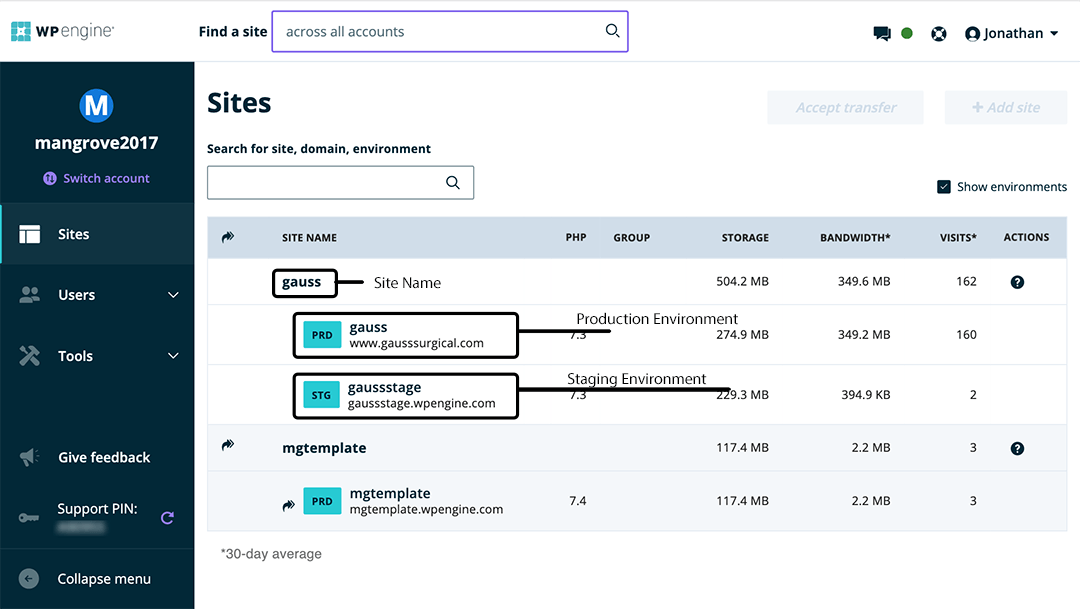 WPengine®
Find a site
across all accounts
Jonathan
M
mangrove2017
Switch account
Sites
Users
Tools
Give feedback
Support PIN:
Collapse menu
Sites
Accept transfer
+ Add site
Search for site, domain, environment
Show environments
SITE NAME PHP GROUP STORAGE BANDWIDTH* VISITS* ACTIONS
gauss Site Name 504.2 MB 349.6 MB 162 ?
Production Environment
PRD gauss
www.gausssurgical.com 7.3 274.9 MB 349.2 MB 160
Staging Environment
STG gaussstage
gaussstage.wpengine.com 7.3 229.3 MB 394.9 KB 2
mgtemplate 117.4 MB 2.2 MB 3 ?
PRD mgtemplate
mgtemplate.wpengine.com 7.4 117.4 MB 2.2 MB 3
*30-day average